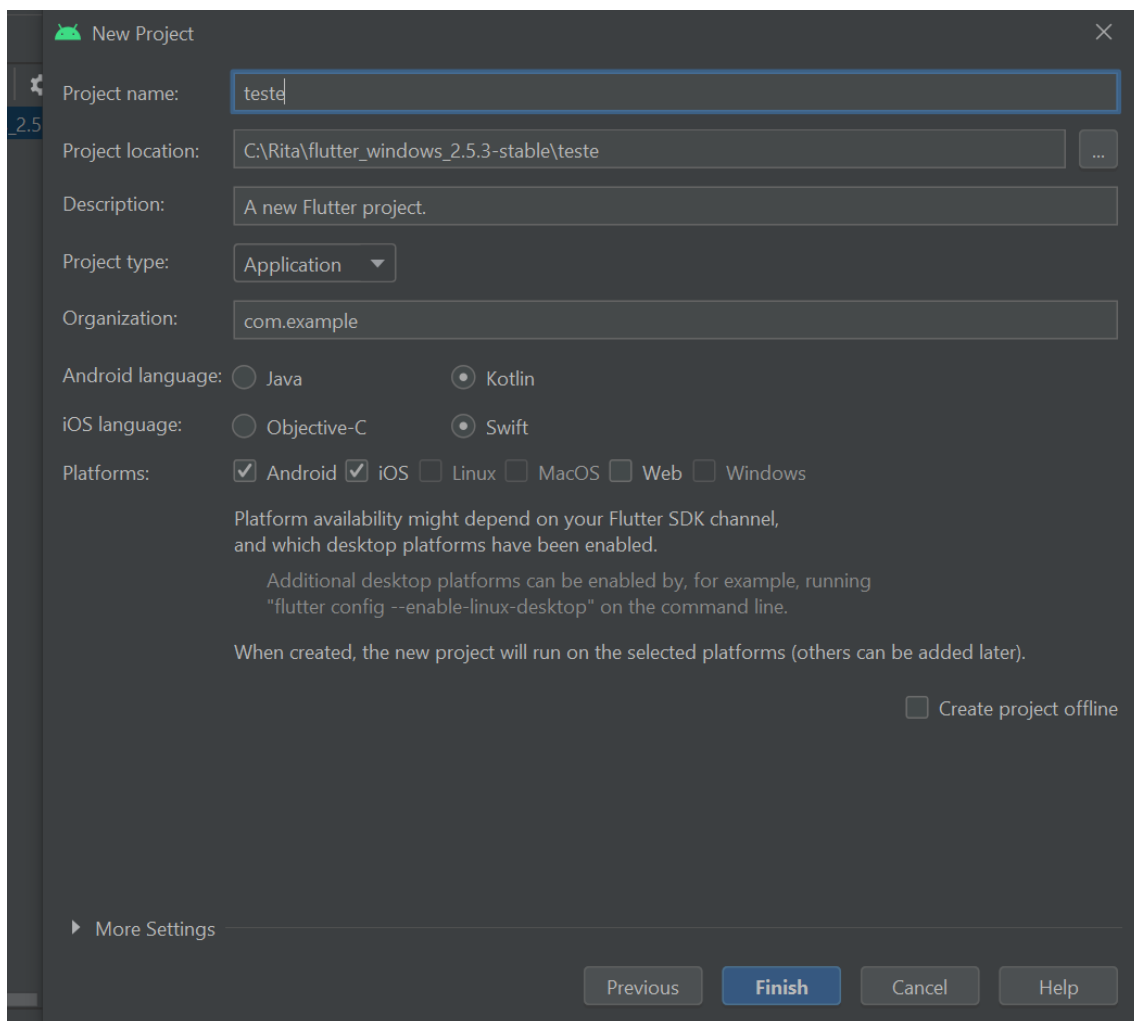 New Project
Project name: teste
_2.5
Project location: C:\Rita\flutter_windows_2.5.3-stable\teste ...
Description: A new Flutter project.
Project type: Application
Organization: com.example
Android language: Java Kotlin
iOS language: Objective-C Swift
Platforms: Android iOS Linux MacOS Web Windows
Platform availability might depend on your Flutter SDK channel,
and which desktop platforms have been enabled.
Additional desktop platforms can be enabled by, for example, running
"flutter config --enable-linux-desktop" on the command line.
When created, the new project will run on the selected platforms (others can be added later).
Create project offline
More Settings
Previous Finish Cancel Help